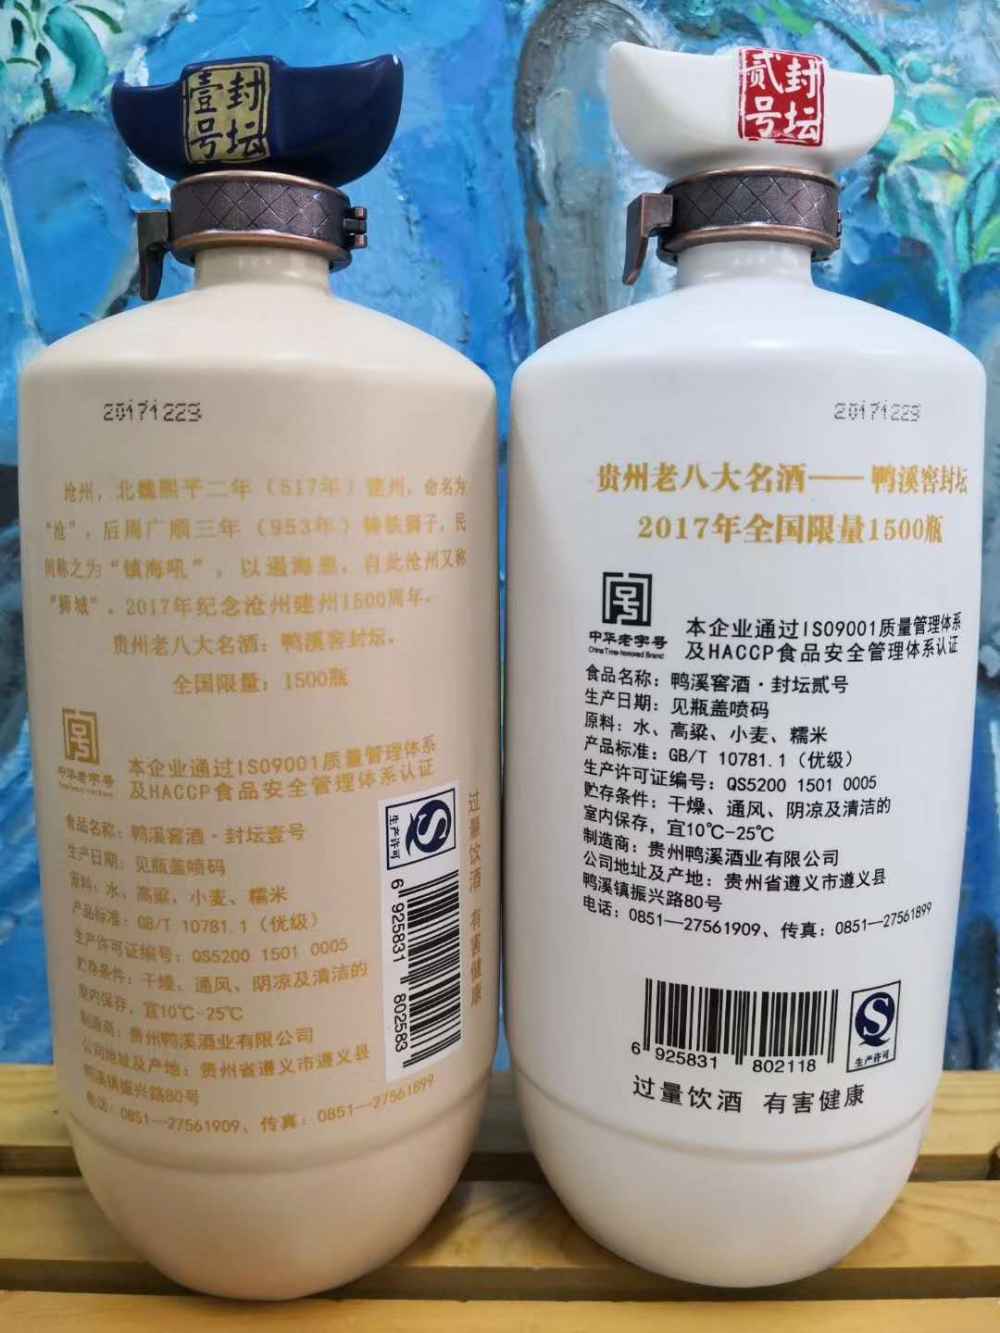 封坛
壹号
20171229
沧州，北魏熙平二年（517年）建州，命名为
“沧”，后周广顺三年（953年）铸铁狮子，民
间称之为“镇海吼”，以遏海患。自此沧州又称
“狮城”。2017年纪念沧州建州1500周年。
贵州老八大名酒：鸭溪窖封坛。
全国限量：1500瓶
中华老字号
本企业通过ISO9001质量管理体系
及HACCP食品安全管理体系认证
食品名称：鸭溪窖酒·封坛壹号
生产日期：见瓶盖喷码
原料：水、高粱、小麦、糯米
产品标准：GB/T 10781.1（优级）
生产许可证编号：QS5200 1501 0005
贮存条件：干燥、通风、阴凉及清洁的
室内保存，宜10℃-25℃
制造商：贵州鸭溪酒业有限公司
公司地址及产地：贵州省遵义市遵义县
鸭溪镇振兴路80号
电话：0851—27561909、传真：0851—27561899
生产许可
6 925831 802583
过量饮酒 有害健康
封坛
贰号
20171229
贵州老八大名酒——鸭溪窖封坛
2017年全国限量1500瓶
中华老字号
China Time-honored Brand
本企业通过ISO9001质量管理体系
及HACCP食品安全管理体系认证
食品名称：鸭溪窖酒·封坛贰号
生产日期：见瓶盖喷码
原料：水、高粱、小麦、糯米
产品标准：GB/T 10781.1（优级）
生产许可证编号：QS5200 1501 0005
贮存条件：干燥、通风、阴凉及清洁的
室内保存，宜10℃-25℃
制造商：贵州鸭溪酒业有限公司
公司地址及产地：贵州省遵义市遵义县
鸭溪镇振兴路80号
电话：0851—27561909、传真：0851—27561899
6 925831 802118
生产许可
过量饮酒 有害健康